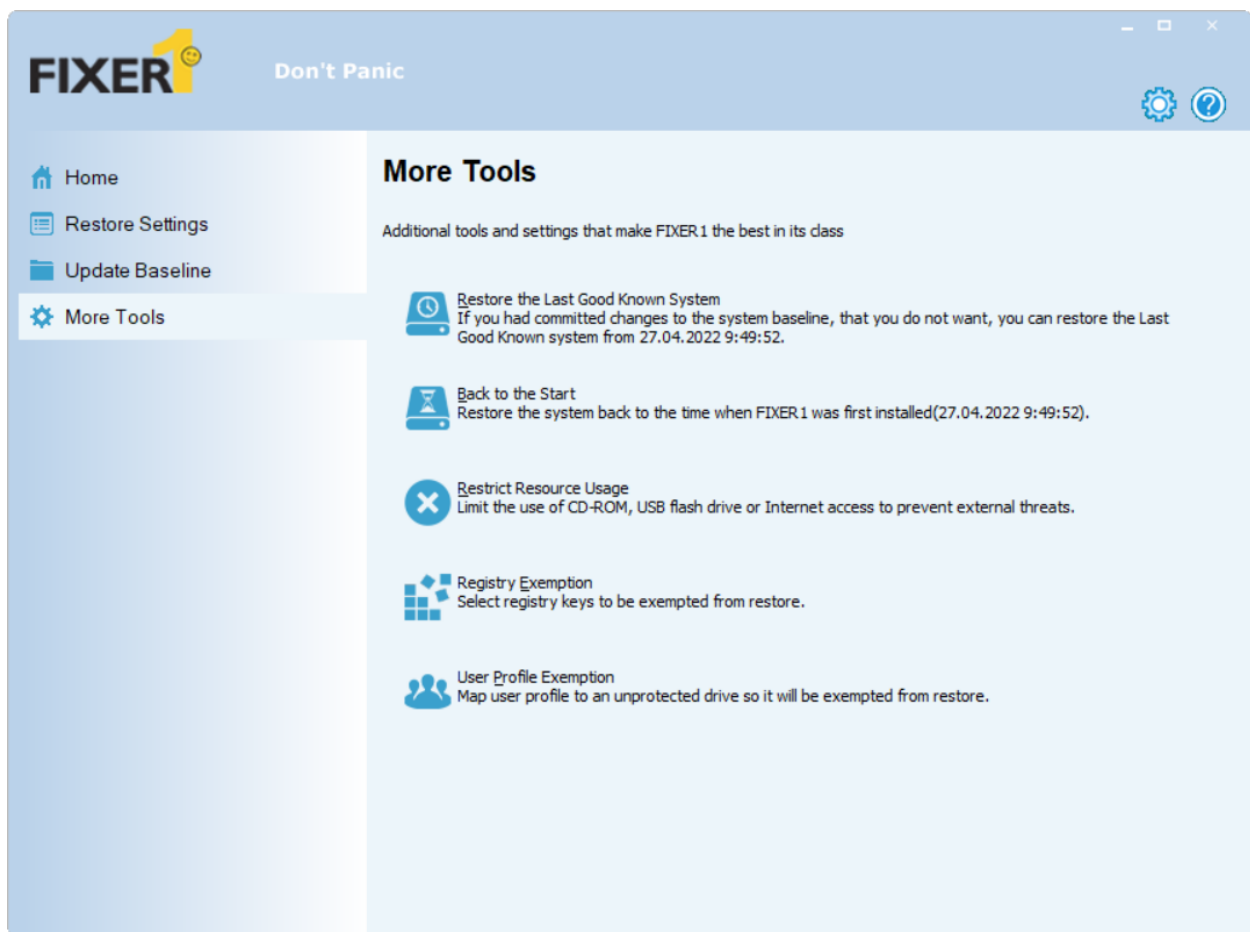 FIXER1
Don't Panic
Home
Restore Settings
Update Baseline
More Tools
More Tools
Additional tools and settings that make FIXER1 the best in its class
Restore the Last Good Known System
If you had committed changes to the system baseline, that you do not want, you can restore the Last
Good Known system from 27.04.2022 9:49:52.
Back to the Start
Restore the system back to the time when FIXER1 was first installed(27.04.2022 9:49:52).
Restrict Resource Usage
Limit the use of CD-ROM, USB flash drive or Internet access to prevent external threats.
Registry Exemption
Select registry keys to be exempted from restore.
User Profile Exemption
Map user profile to an unprotected drive so it will be exempted from restore.